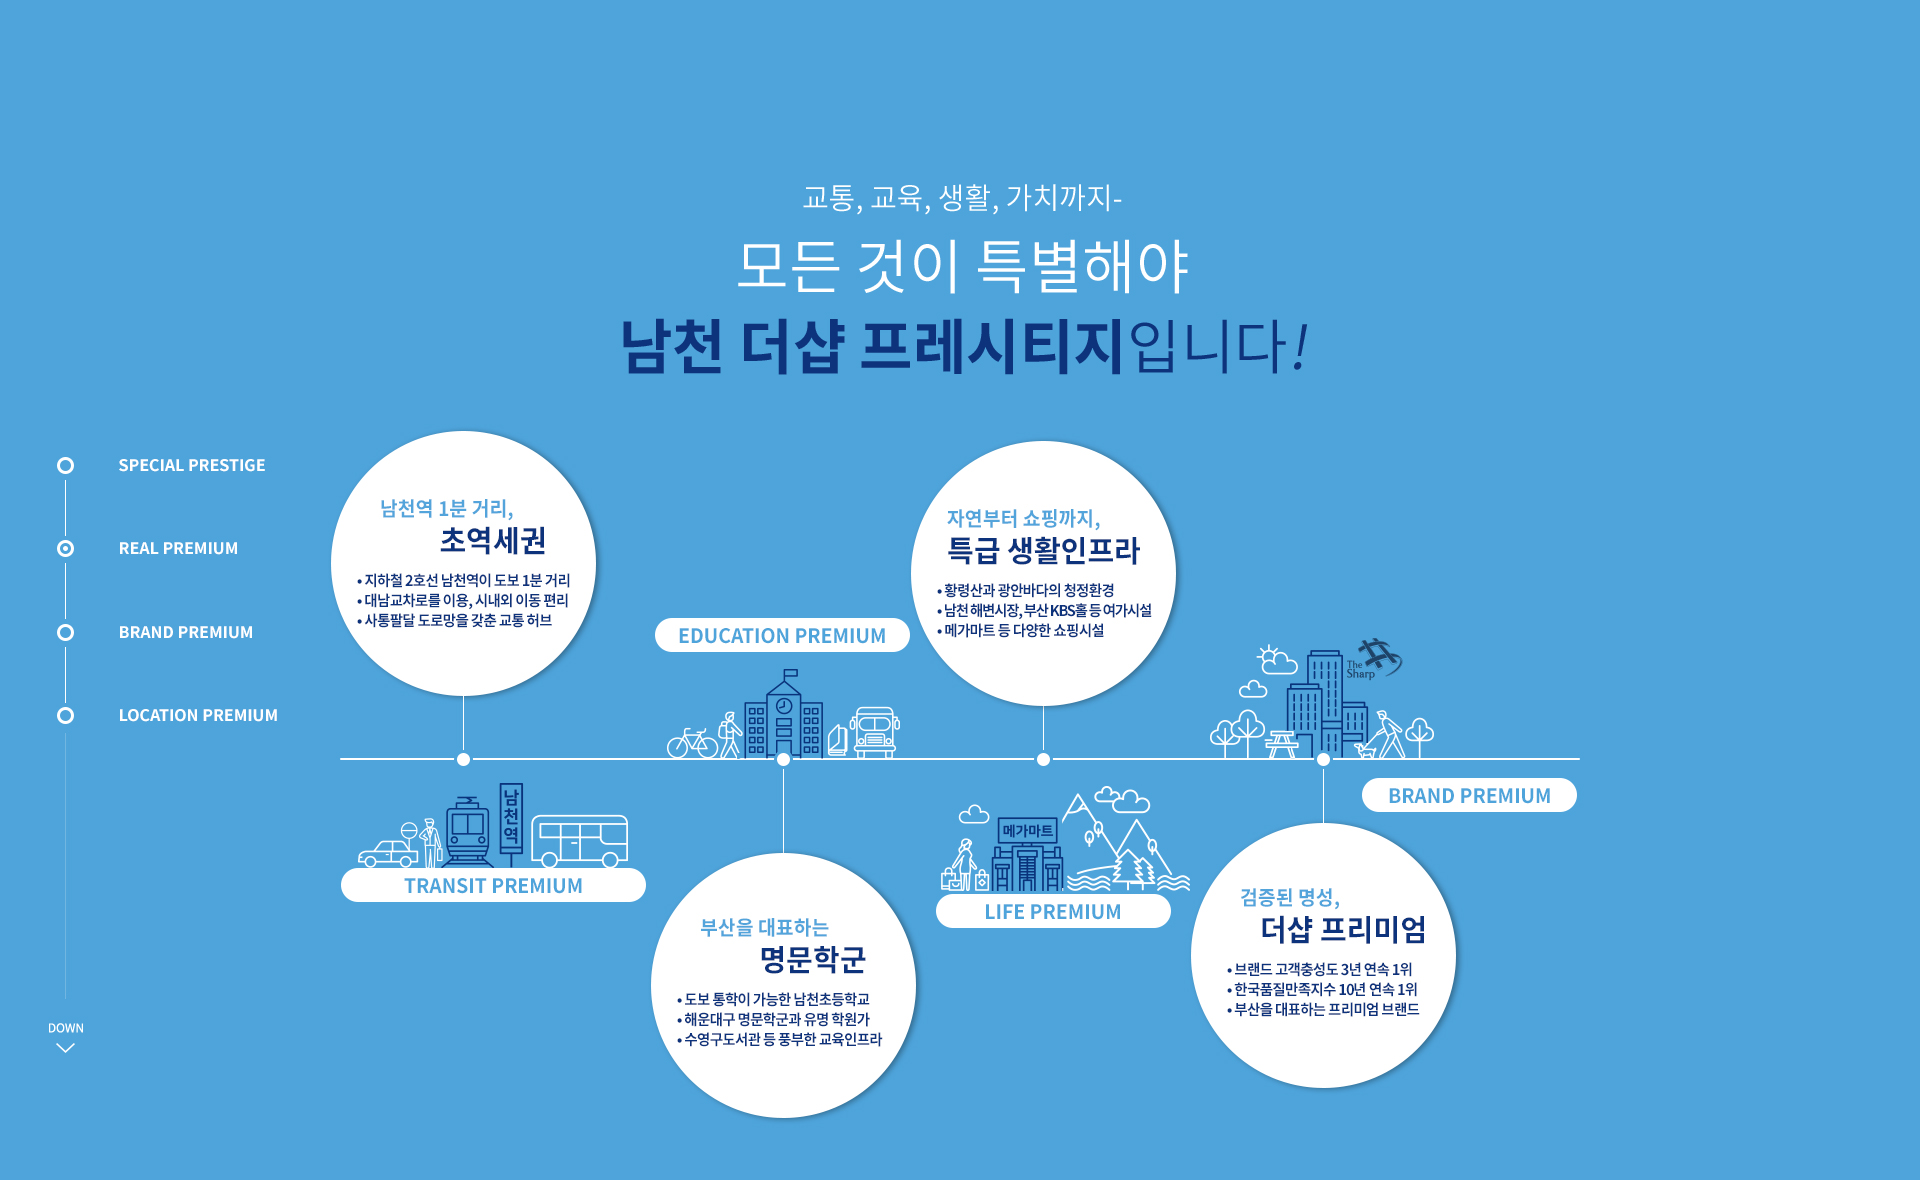 교통, 교육, 생활, 가치까지-
모든 것이 특별해야
남천 더샵 프레시티지입니다!
SPECIAL PRESTIGE
REAL PREMIUM
BRAND PREMIUM
LOCATION PREMIUM
DOWN
남천역 1분 거리,
초역세권
• 지하철 2호선 남천역이 도보 1분 거리
• 대남교차로를 이용, 시내외 이동 편리
• 사통팔달 도로망을 갖춘 교통 허브
남천역
TRANSIT PREMIUM
EDUCATION PREMIUM
부산을 대표하는
명문학군
• 도보 통학이 가능한 남천초등학교
• 해운대구 명문학군과 유명 학원가
• 수영구도서관 등 풍부한 교육인프라
자연부터 쇼핑까지,
특급 생활인프라
• 황령산과 광안바다의 청정환경
• 남천 해변시장, 부산 KBS홀 등 여가시설
• 메가마트 등 다양한 쇼핑시설
메가마트
LIFE PREMIUM
The
Sharp
BRAND PREMIUM
검증된 명성,
더샵 프리미엄
• 브랜드 고객충성도 3년 연속 1위
• 한국품질만족지수 10년 연속 1위
• 부산을 대표하는 프리미엄 브랜드